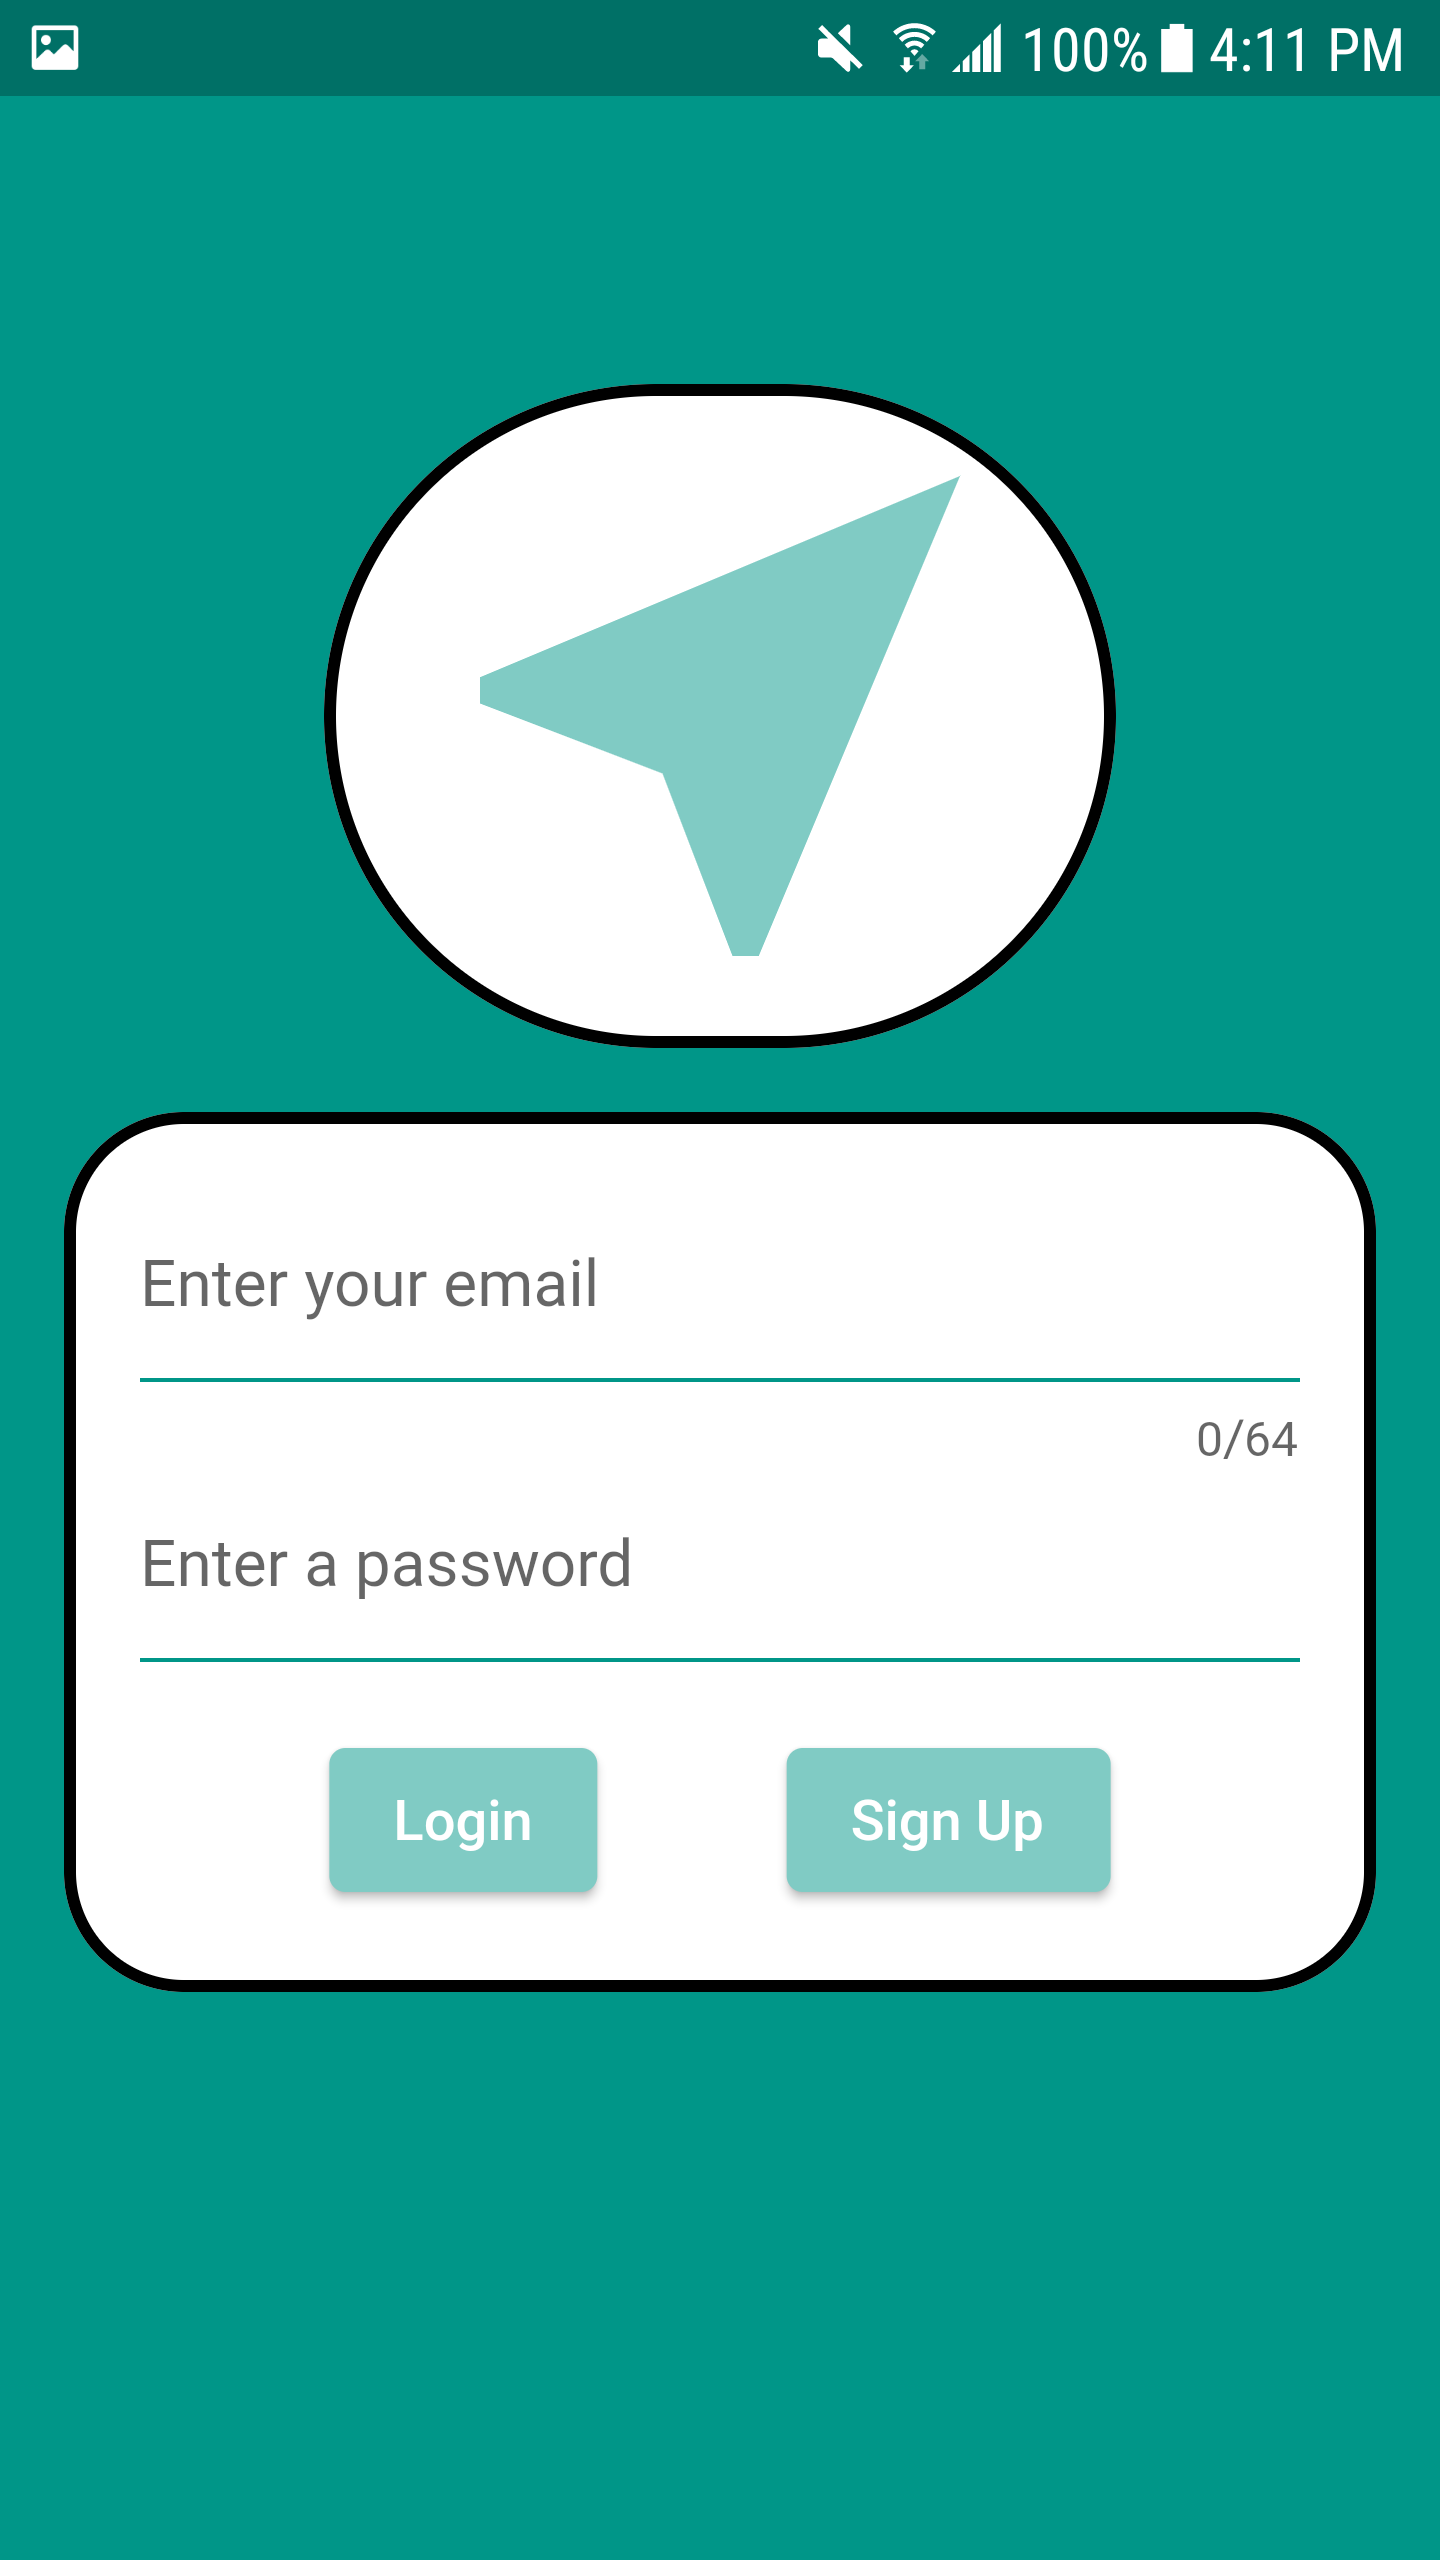 100% 4:11 PM
Enter your email
0/64
Enter a password
Login Sign Up